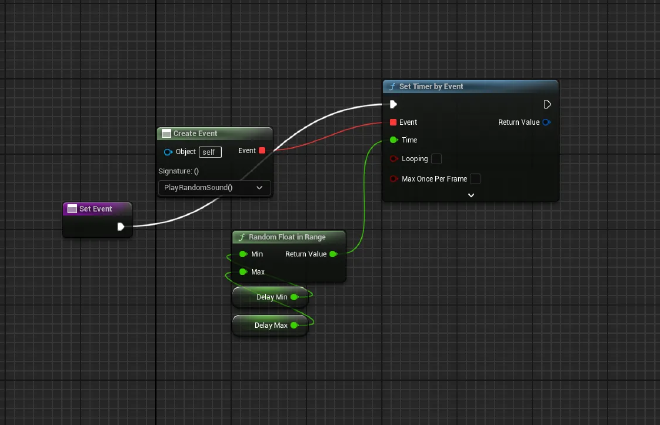 Set Timer by Event
Event
Return Value
Time
Looping
Max Once Per Frame
Create Event
Object self Event
Signature: ()
PlayRandomSound()
Set Event
Random Float in Range
Min Return Value
Max
Delay Min
Delay Max